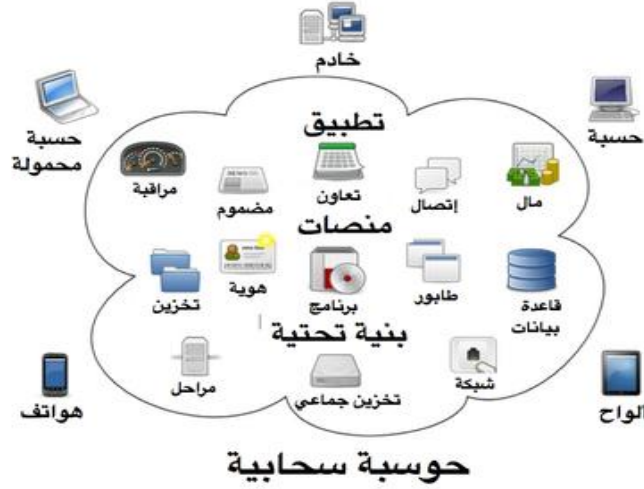 خادم
حسبة
حسبة
محمولة
تطبيق
مال
إتصال
تعاون
مضموم
مراقبة
منصات
قاعدة
بيانات
طابور
برنامج
هوية
تخزين
بنية تحتية
شبكة
تخزين جماعي
مراحل
الواح
هواتف
حوسبة سحابية